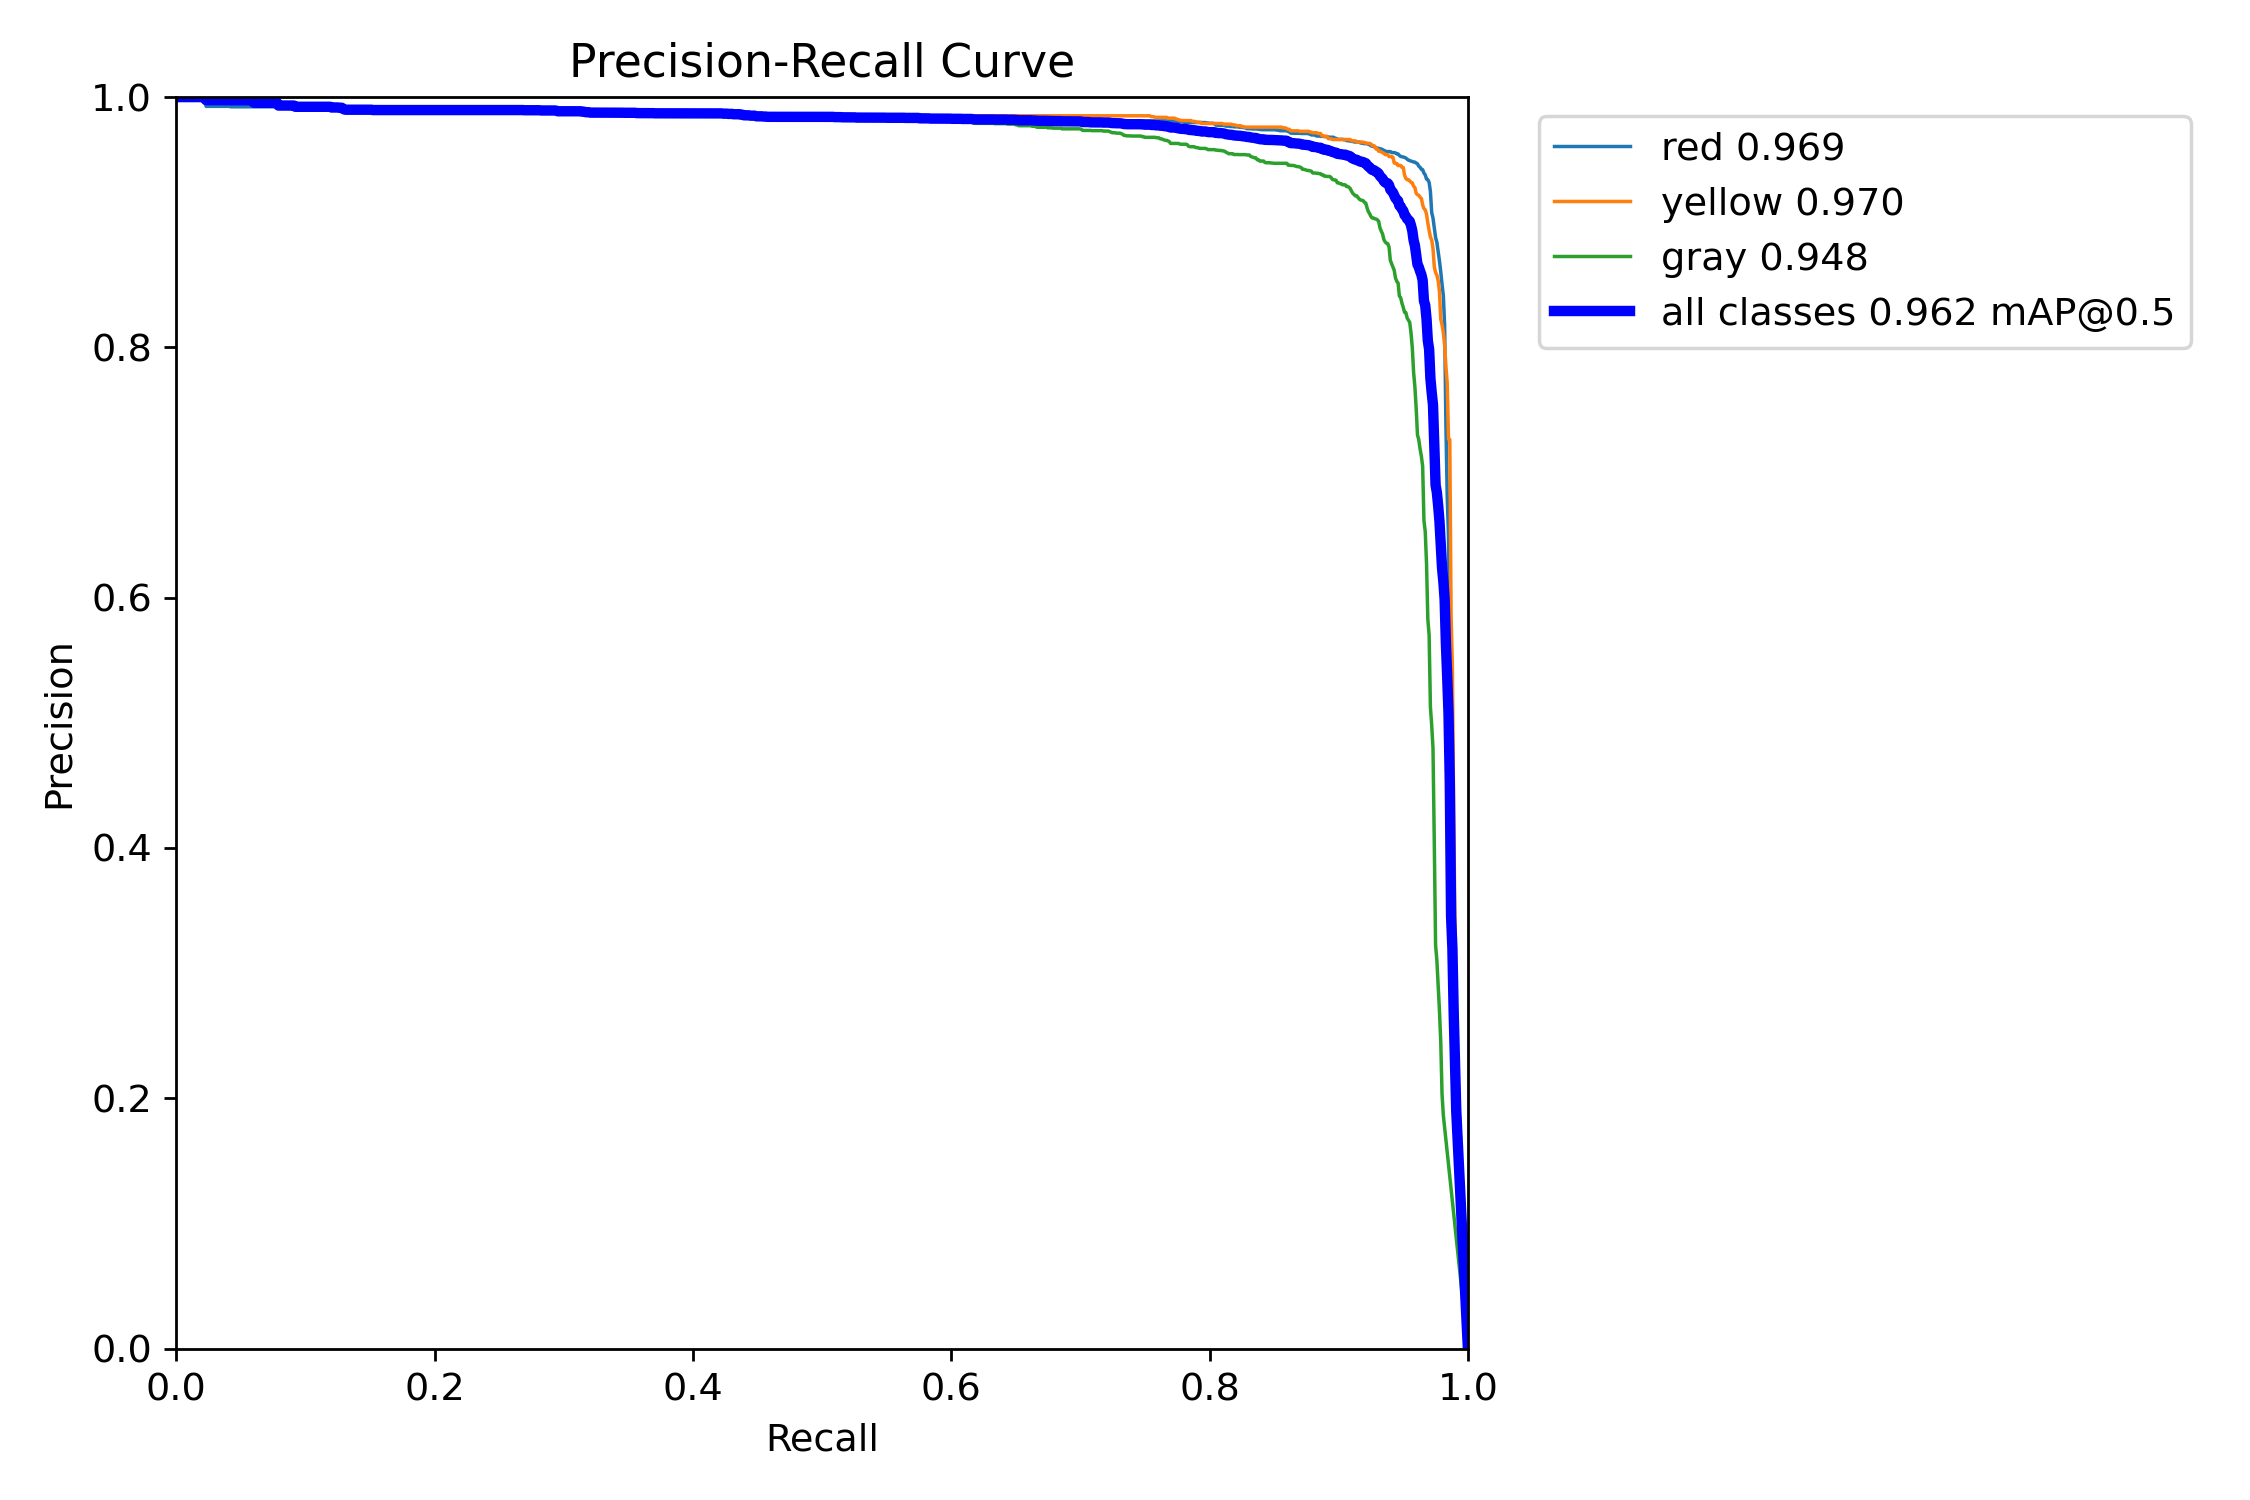 Precision-Recall Curve
1.0
0.8
0.6
0.4
0.2
0.0
Precision
0.0 0.2 0.4 0.6 0.8 1.0
Recall
red 0.969
yellow 0.970
gray 0.948
all classes 0.962 mAP@0.5